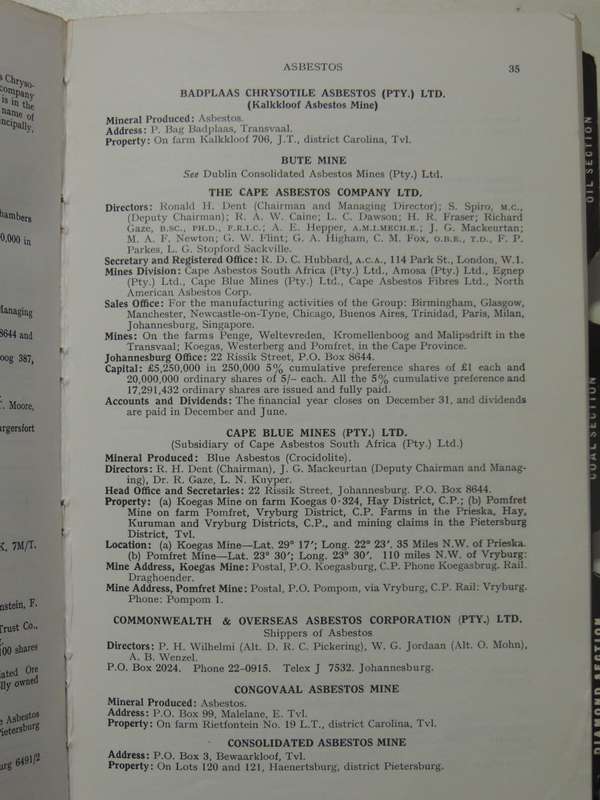 ASBESTOS 35
BADPLAAS CHRYSOTILE ASBESTOS (PTY.) LTD.
(Kalkkloof Asbestos Mine)
Mineral Produced: Asbestos.
Address: P. Bag Badplaas, Transvaal.
Property: On farm Kalkkloof 706, J.T., district Carolina, Tvl.
BUTE MINE
See Dublin Consolidated Asbestos Mines (Pty.) Ltd.
THE CAPE ASBESTOS COMPANY LTD.
Directors: Ronald H. Dent (Chairman and Managing Director); S. Spiro, M.C.,
(Deputy Chairman); R. A. W. Caine; L. C. Dawson; H. R. Fraser; Richard
Gaze, B.SC., PH.D., F.R.I.C.; A. E. Hepper, A.M.I.MECH.E.; J. G. Mackeurtan;
M. A. F. Newton; G. W. Flint; G. A. Higham, C. M. Fox, O.B.E., T.D., F. P.
Parkes, L. G. Stopford Sackville.
Secretary and Registered Office: R. D. C. Hubbard, A.C.A., 114 Park St., London, W.1.
Mines Division: Cape Asbestos South Africa (Pty.) Ltd., Amosa (Pty.) Ltd., Egnep
(Pty.) Ltd., Cape Blue Mines (Pty.) Ltd., Cape Asbestos Fibres Ltd., North
American Asbestos Corp.
Sales Office: For the manufacturing activities of the Group: Birmingham, Glasgow,
Manchester, Newcastle-on-Tyne, Chicago, Buenos Aires, Trinidad, Paris, Milan,
Johannesburg, Singapore.
Mines: On the farms Penge, Weltevreden, Kromellenboog and Malipsdrift in the
Transvaal; Koegas, Westerberg and Pomfret, in the Cape Province.
Johannesburg Office: 22 Rissik Street, P.O. Box 8644.
Capital: £5,250,000 in 250,000 5% cumulative preference shares of £1 each and
20,000,000 ordinary shares of 5/– each. All the 5% cumulative preference and
17,291,432 ordinary shares are issued and fully paid.
Accounts and Dividends: The financial year closes on December 31, and dividends
are paid in December and June.
CAPE BLUE MINES (PTY.) LTD.
(Subsidiary of Cape Asbestos South Africa (Pty.) Ltd.)
Mineral Produced: Blue Asbestos (Crocidolite).
Directors: R. H. Dent (Chairman), J. G. Mackeurtan (Deputy Chairman and Manag-
ing), Dr. R. Gaze, L. N. Kuyper.
Head Office and Secretaries: 22 Rissik Street, Johannesburg. P.O. Box 8644.
Property: (a) Koegas Mine on farm Koegas 0·324, Hay District, C.P.; (b) Pomfret
Mine on farm Pomfret, Vryburg District, C.P. Farms in the Prieska, Hay,
Kuruman and Vryburg Districts, C.P., and mining claims in the Pietersburg
District, Tvl.
Location: (a) Koegas Mine—Lat. 29° 17′; Long. 22° 23′. 35 Miles N.W. of Prieska.
(b) Pomfret Mine—Lat. 23° 30′; Long. 23° 30′. 110 miles N.W. of Vryburg:
Mine Address, Koegas Mine: Postal, P.O. Koegasburg, C.P. Phone Koegasbrug. Rail.
Draghoender.
Mine Address, Pomfret Mine: Postal, P.O. Pompom, via Vryburg, C.P. Rail: Vryburg.
Phone: Pompom 1.
COMMONWEALTH & OVERSEAS ASBESTOS CORPORATION (PTY.) LTD.
Shippers of Asbestos
Directors: P. H. Wilhelmi (Alt. D. R. C. Pickering), W. G. Jordaan (Alt. O. Mohn),
A. B. Wenzel.
P.O. Box 2024. Phone 22–0915. Telex J 7532. Johannesburg.
CONGOVAAL ASBESTOS MINE
Mineral Produced: Asbestos.
Address: P.O. Box 99, Malelane, E. Tvl.
Property: On farm Rietfontein No. 19 L.T., district Carolina, Tvl.
CONSOLIDATED ASBESTOS MINE
Address: P.O. Box 3, Bewaarkloof, Tvl.
Property: On Lots 120 and 121, Haenertsburg, district Pietersburg.
OIL SECTION
COAL SECTION
DIAMOND SECTION